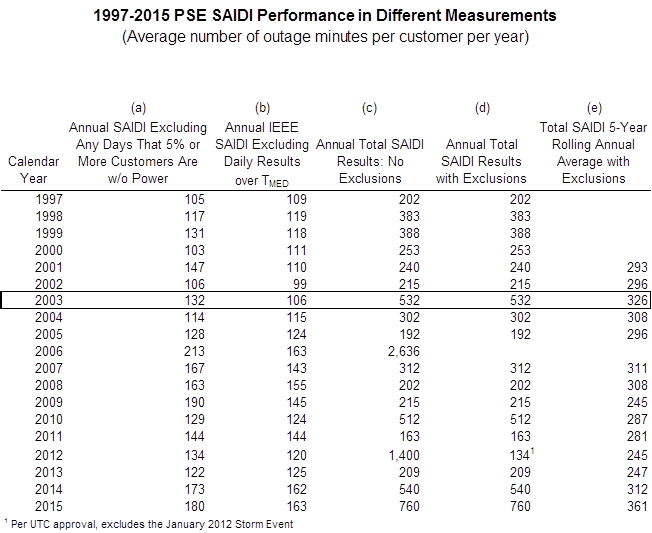 1997-2015 PSE SAIDI Performance in Different Measurements
(Average number of outage minutes per customer per year)
(a) (b) (c) (d) (e)
Annual SAIDI Excluding Annual IEEE Total SAIDI 5-Year
Any Days That 5% or SAIDI Excluding Annual Total SAIDI Annual Total Rolling Annual
Calendar More Customers Are Daily Results Results: No SAIDI Results Average with
Year w/o Power over TMED Exclusions with Exclusions Exclusions
1997 105 109 202 202
1998 117 119 383 383
1999 131 118 388 388
2000 103 111 253 253
2001 147 110 240 240 293
2002 106 99 215 215 296
2003 132 106 532 532 326
2004 114 115 302 302 308
2005 128 124 192 192 296
2006 213 163 2,636
2007 167 143 312 312 311
2008 163 155 202 202 308
2009 190 145 215 215 245
2010 129 124 512 512 287
2011 144 144 163 163 281
2012 134 120 1,400 134¹ 245
2013 122 125 209 209 247
2014 173 162 540 540 312
2015 180 163 760 760 361
¹ Per UTC approval, excludes the January 2012 Storm Event